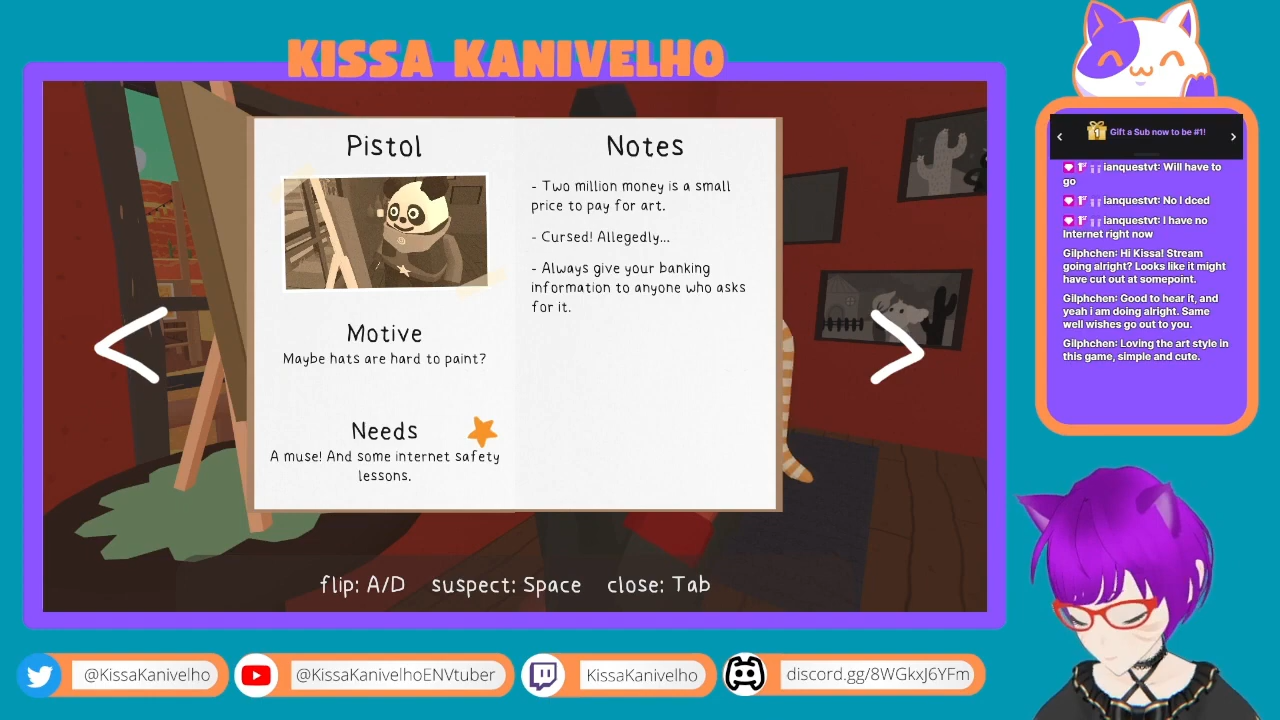 KISSA KANIVELHO
Pistol
Motive
Maybe hats are hard to paint?
Needs
A muse! And some internet safety
lessons.
Notes
- Two million money is a small
price to pay for art.
- Cursed! Allegedly...
- Always give your banking
information to anyone who asks
for it.
flip: A/D suspect: Space close: Tab
1 Gift a Sub now to be #1!
ianquestvt: Will have to
go
ianquestvt: No I dced
ianquestvt: I have no
Internet right now
Gilphchen: Hi Kissa! Stream
going alright? Looks like it might
have cut out at somepoint.
Gilphchen: Good to hear it, and
yeah i am doing alright. Same
well wishes go out to you.
Gilphchen: Loving the art style in
this game, simple and cute.
@KissaKanivelho
@KissaKanivelhoENVtuber
KissaKanivelho
discord.gg/8WGkxJ6YFm